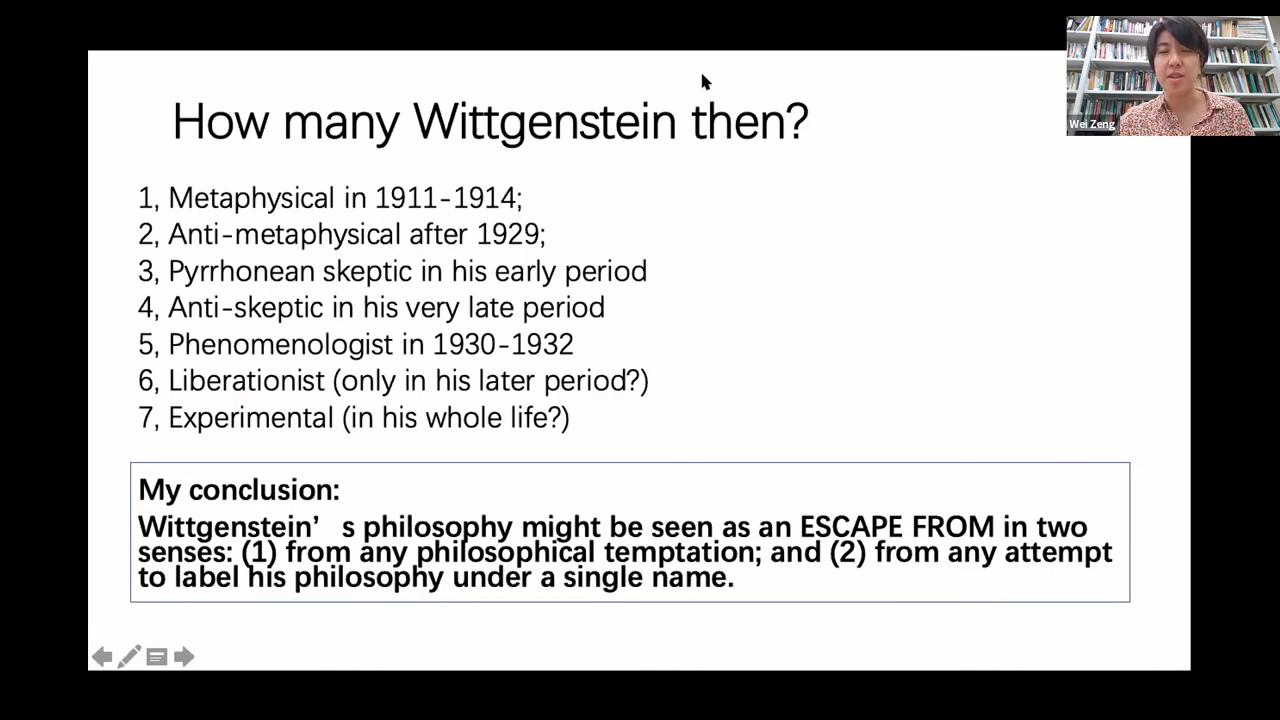 How many Wittgenstein then?
Wei Zeng
1, Metaphysical in 1911-1914;
2, Anti-metaphysical after 1929;
3, Pyrrhonean skeptic in his early period
4, Anti-skeptic in his very late period
5, Phenomenologist in 1930-1932
6, Liberationist (only in his later period?)
7, Experimental (in his whole life?)
My conclusion:
Wittgenstein’ s philosophy might be seen as an ESCAPE FROM in two
senses: (1) from any philosophical temptation; and (2) from any attempt
to label his philosophy under a single name.